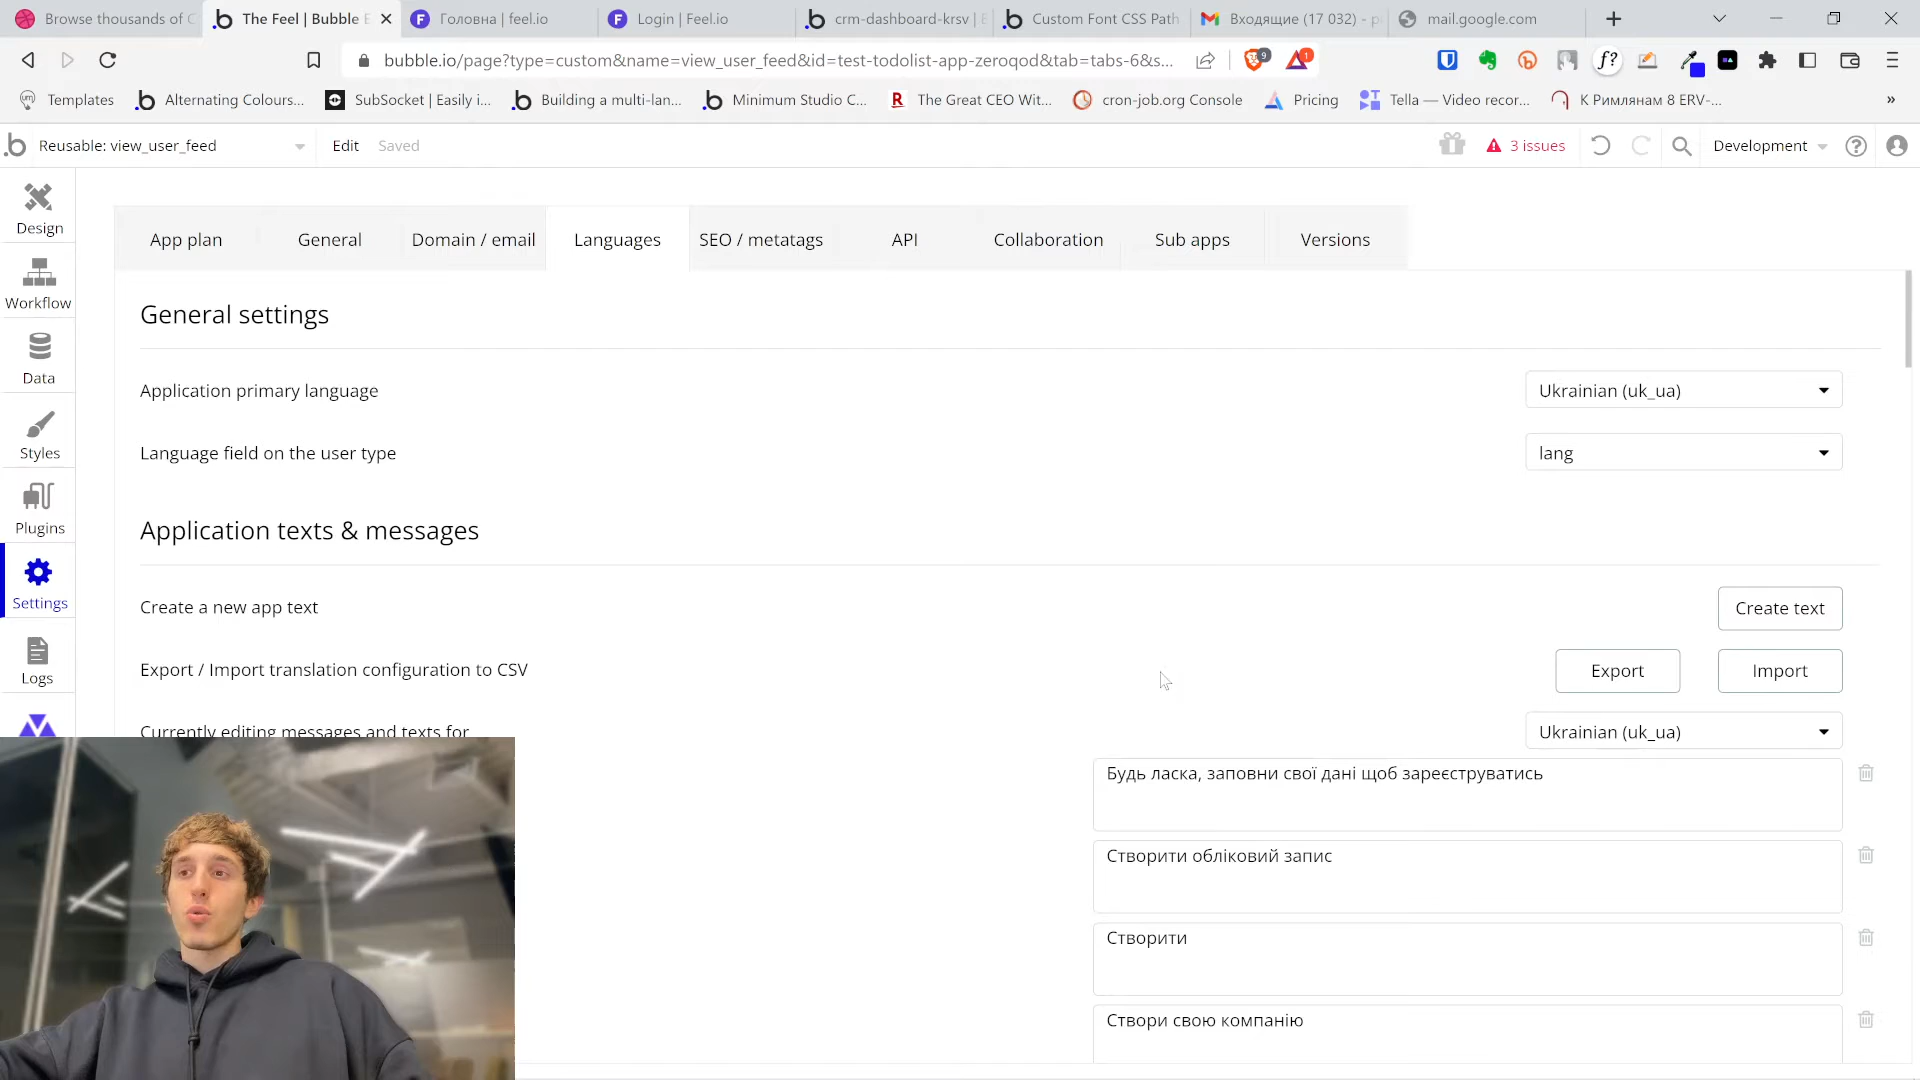 Browse thousands of C
The Feel | Bubble E
Головна | feel.io
Login | Feel.io
crm-dashboard-krsv | E
Custom Font CSS Path
Входящие (17 032) - p
mail.google.com
bubble.io/page?type=custom&name=view_user_feed&id=test-todolist-app-zeroqod&tab=tabs-6&s...
9
1
f?
Templates
Alternating Colours...
SubSocket | Easily i...
Building a multi-lan...
Minimum Studio C...
The Great CEO Wit...
cron-job.org Console
Pricing
Tella — Video recor...
К Римлянам 8 ERV-...
»
Reusable: view_user_feed
Edit
Saved
3 issues
Development
Design
Workflow
Data
Styles
Plugins
Settings
Logs
App plan
General
Domain / email
Languages
SEO / metatags
API
Collaboration
Sub apps
Versions
General settings
Application primary language
Ukrainian (uk_ua)
Language field on the user type
lang
Application texts & messages
Create a new app text
Create text
Export / Import translation configuration to CSV
Export
Import
Currently editing messages and texts for
Ukrainian (uk_ua)
Будь ласка, заповни свої дані щоб зареєструватись
Створити обліковий запис
Створити
Створи свою компанію